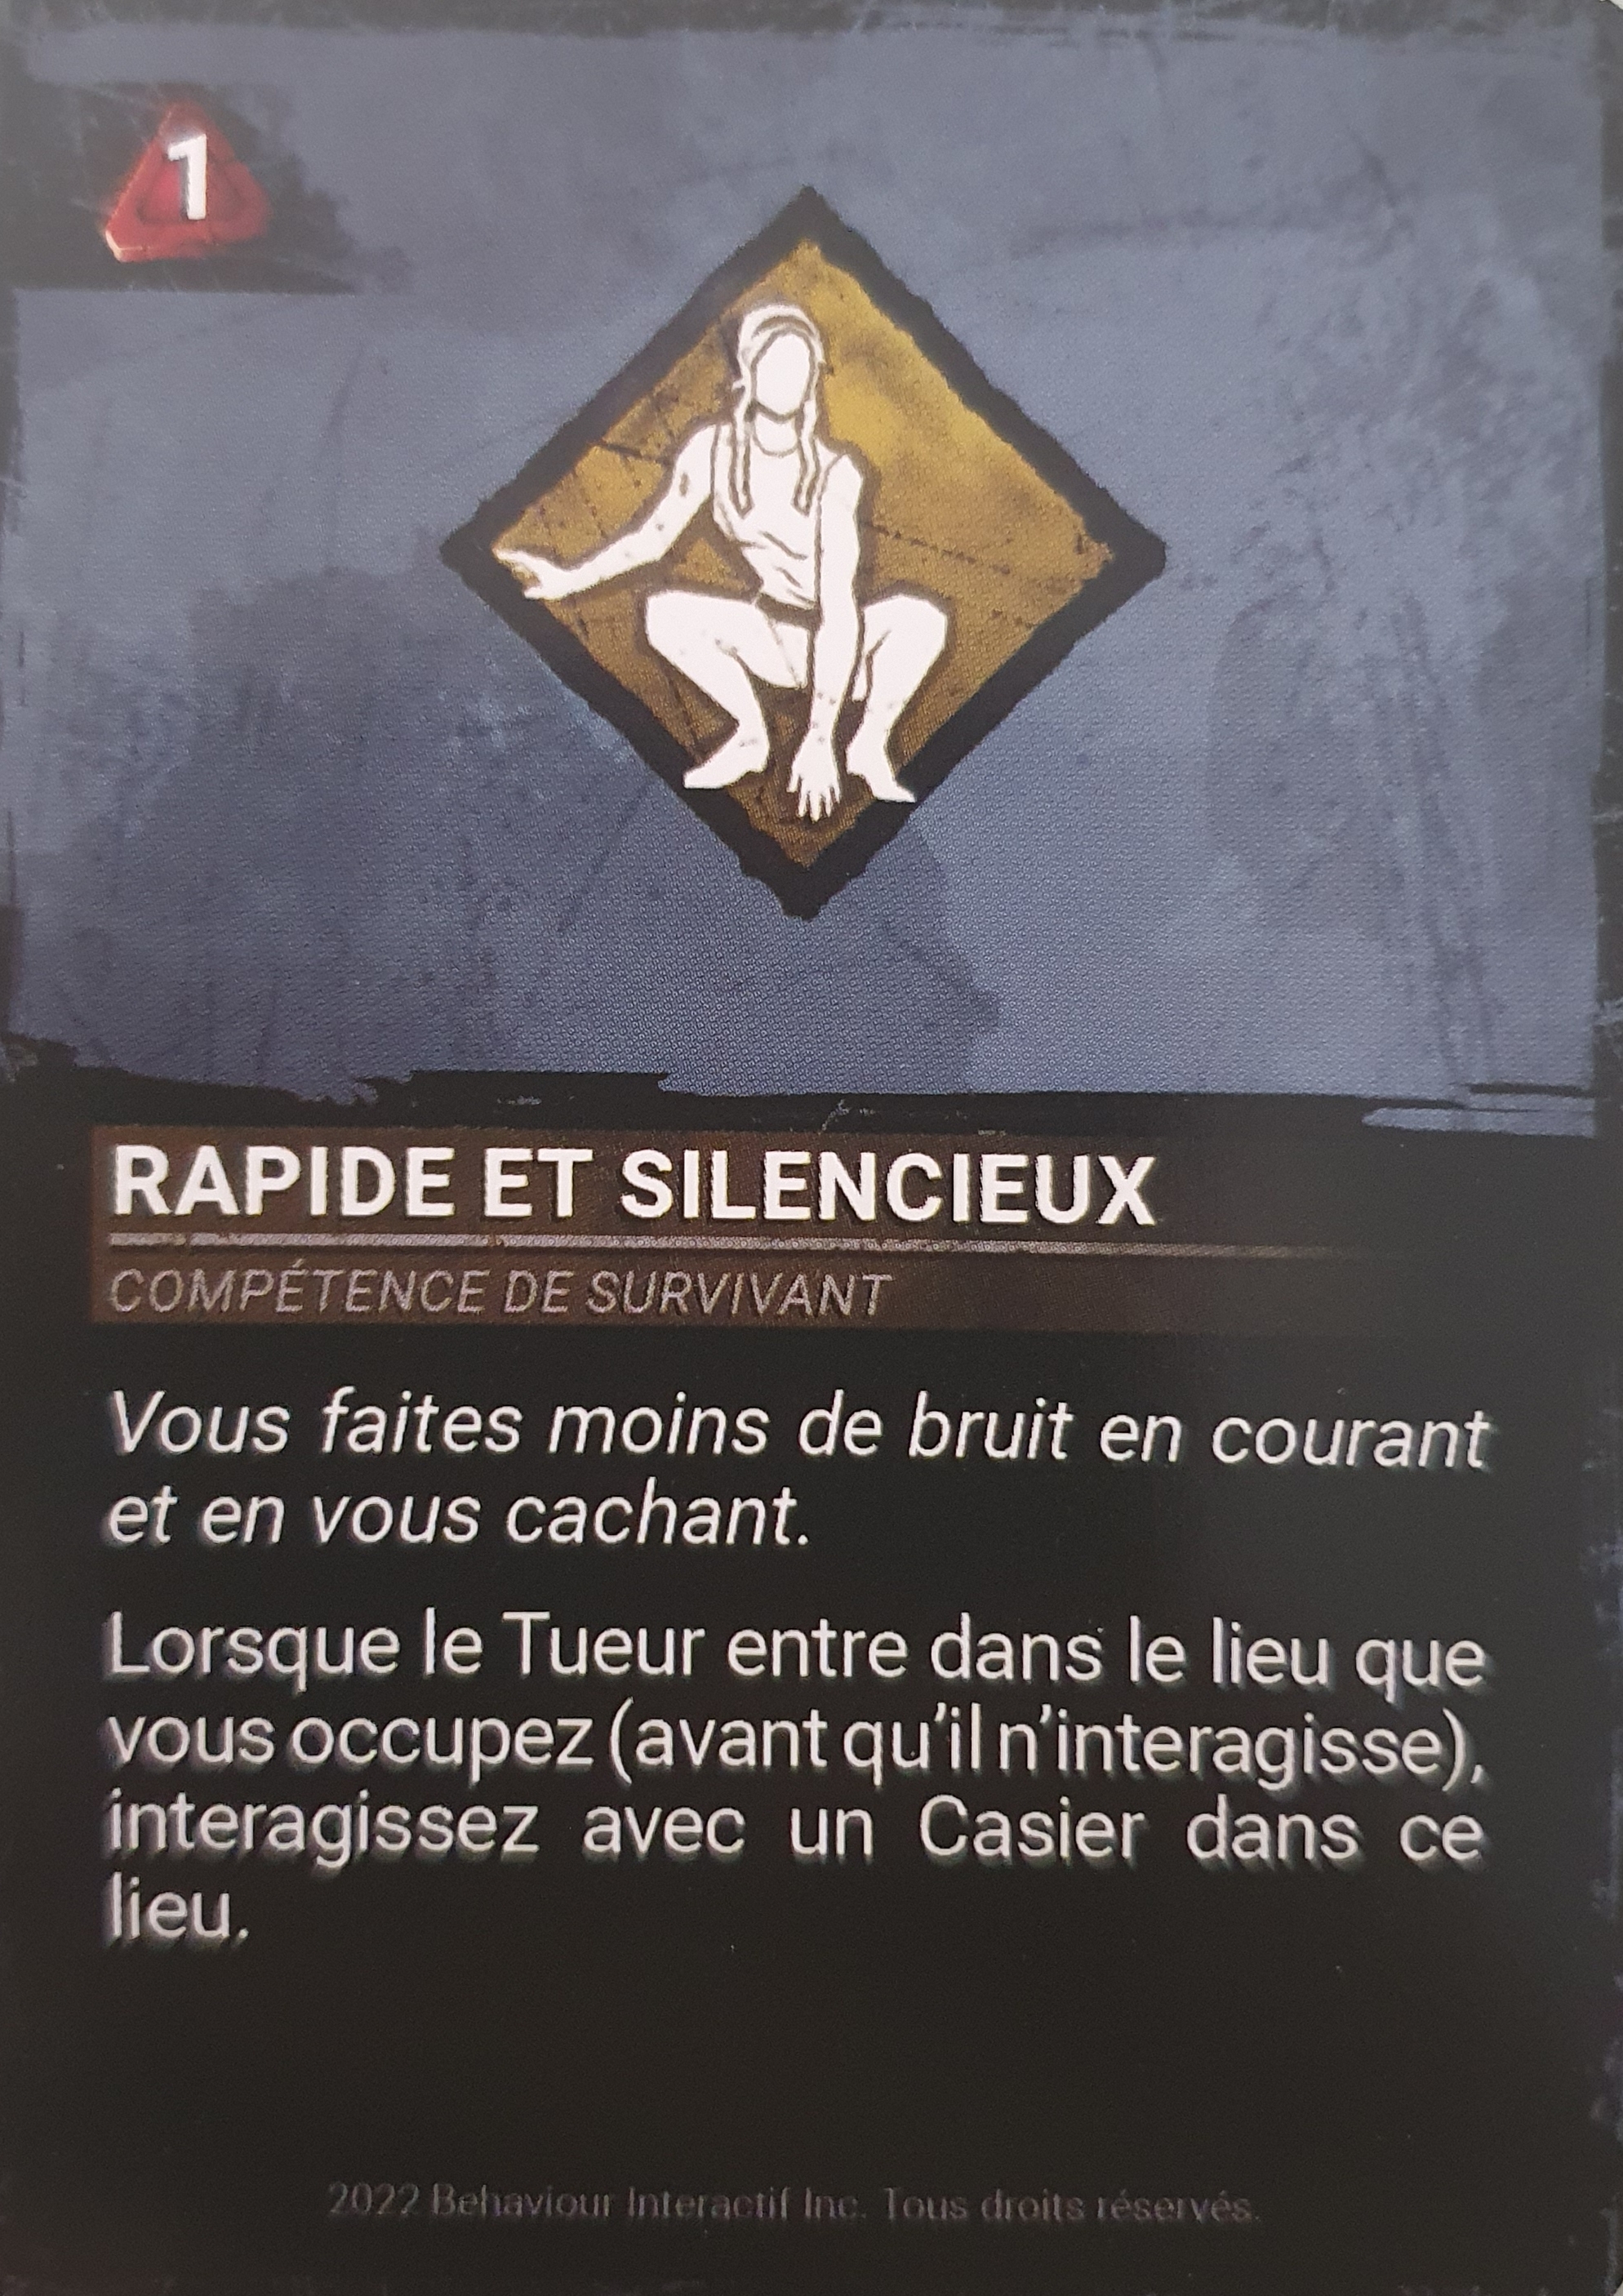 1
RAPIDE ET SILENCIEUX
COMPÉTENCE DE SURVIVANT
Vous faites moins de bruit en courant
et en vous cachant.
Lorsque le Tueur entre dans le lieu que
vous occupez (avant qu'il n'interagisse),
interagissez avec un Casier dans ce
lieu.
2022 Behaviour Interactif Inc. Tous droits réservés.